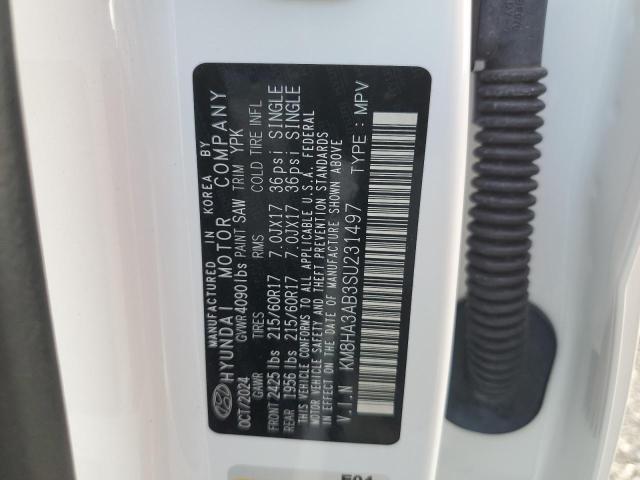 MANUFACTURED IN KOREA BY
HYUNDAI MOTOR COMPANY
OCT/2024 GVWR 4090 lbs PAINT SAW TRIM YPK
GAWR TIRES RIMS COLD TIRE INFL
FRONT 2425 lbs 215/60R17 7.0JX17 36psi SINGLE
REAR 1956 lbs 215/60R17 7.0JX17 36psi SINGLE
THIS VEHICLE CONFORMS TO ALL APPLICABLE U.S.A. FEDERAL
MOTOR VEHICLE SAFETY AND THEFT PREVENTION STANDARDS
IN EFFECT ON THE DATE OF MANUFACTURE SHOWN ABOVE
V.I.N KM8HA3AB3SU231497 TYPE : MPV